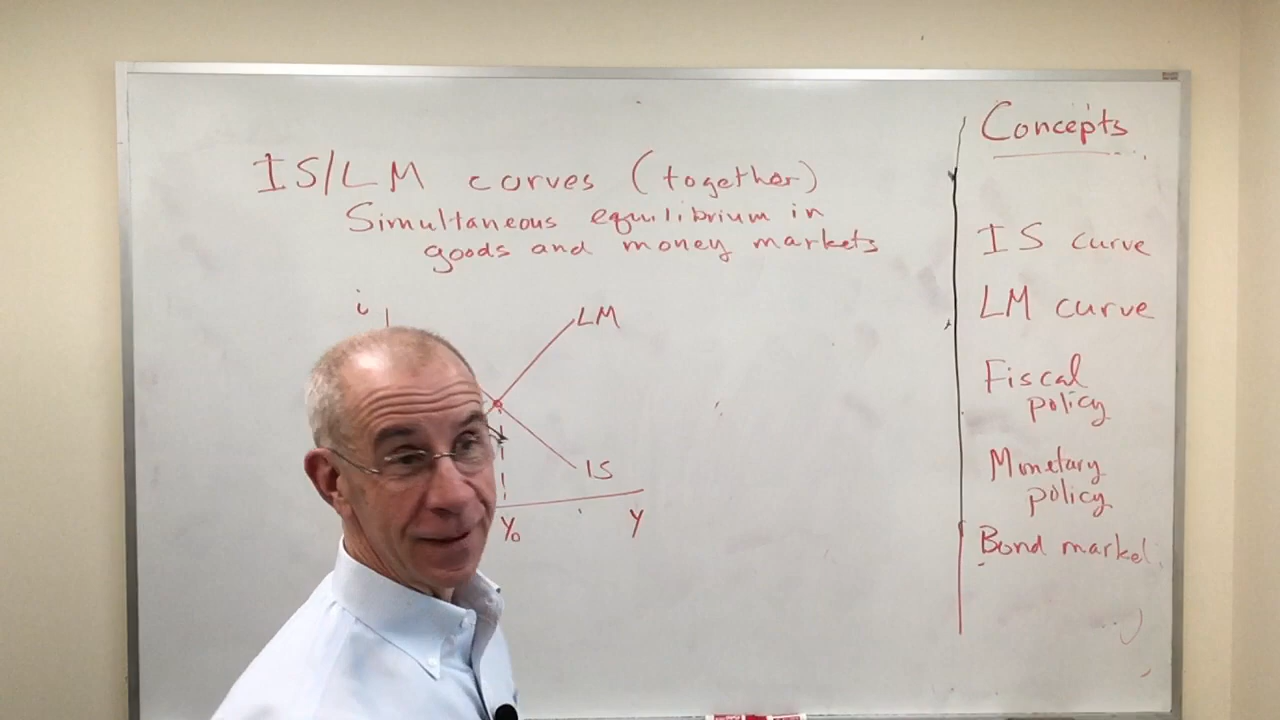 IS/LM curves (together)
Simultaneous equilibrium in
goods and money markets
i
LM
IS
Y₀
Y
Concepts
IS curve
LM curve
Fiscal
policy
Monetary
policy
Bond market